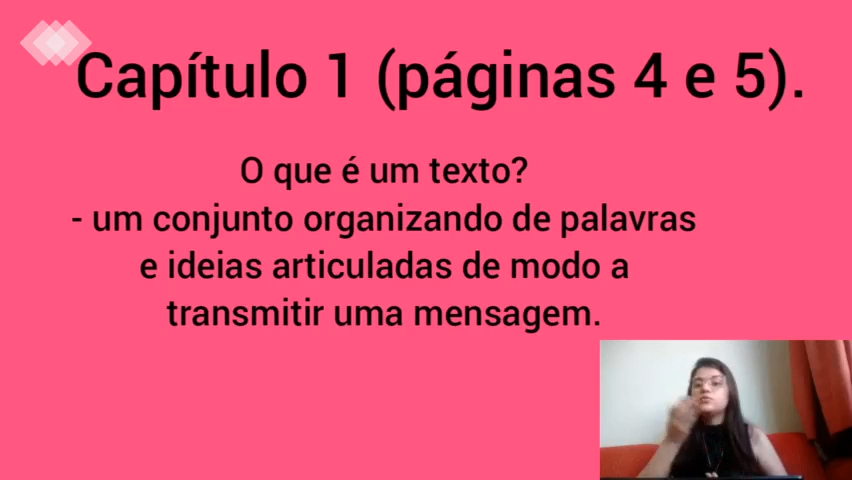 Capítulo 1 (páginas 4 e 5).
O que é um texto?
- um conjunto organizando de palavras
e ideias articuladas de modo a
transmitir uma mensagem.